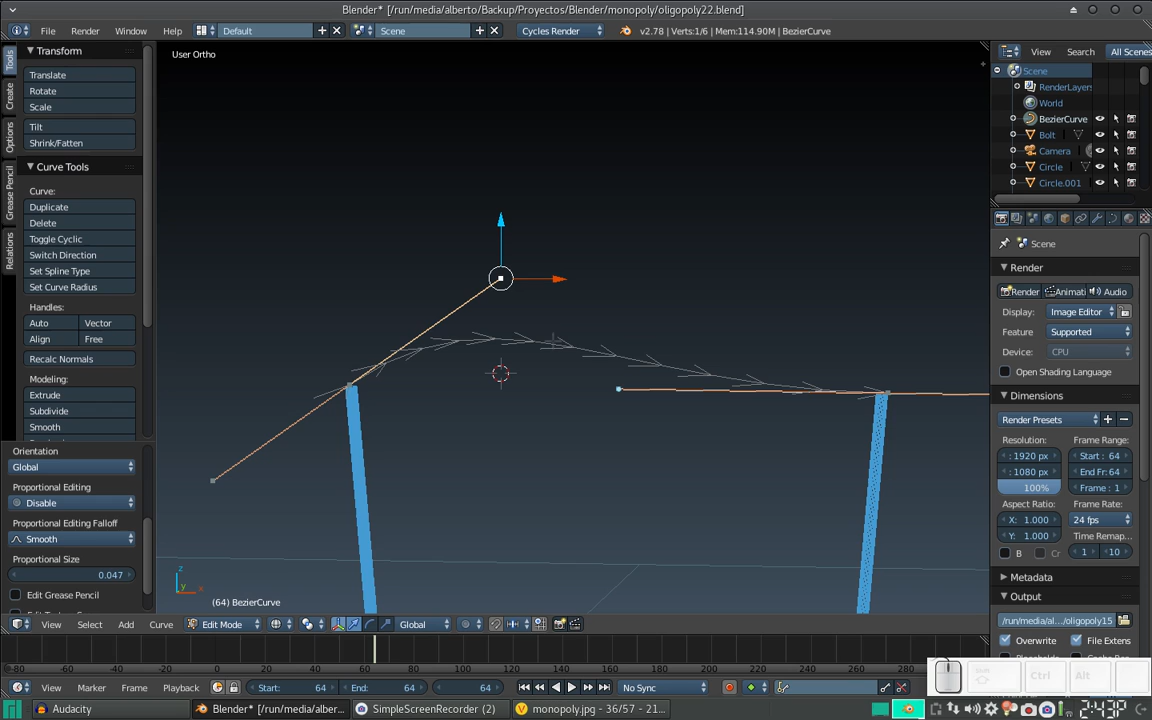 Blender* [/run/media/alberto/Backup/Proyectos/Blender/monopoly/oligopoly22.blend]
File Render Window Help Default Scene Cycles Render v2.78 | Verts:1/6 | Mem:114.90M | BezierCurve
Tools
Create
Options
Grease Pencil
Relations
Transform
Translate
Rotate
Scale
Tilt
Shrink/Fatten
Curve Tools
Curve:
Duplicate
Delete
Toggle Cyclic
Switch Direction
Set Spline Type
Set Curve Radius
Handles:
Auto Vector
Align Free
Recalc Normals
Modeling:
Extrude
Subdivide
Smooth
Orientation
Global
Proportional Editing
Disable
Proportional Editing Falloff
Smooth
Proportional Size
0.047
Edit Grease Pencil
User Ortho
z
y x
(64) BezierCurve
View Search All Scenes
Scene
RenderLayers
World
BezierCurve
Bolt
Camera
Circle
Circle.001
Scene
Render
Render Animati Audio
Display: Image Editor
Feature Supported
Device: CPU
Open Shading Language
Dimensions
Render Presets
Resolution: Frame Range:
: 1920 px Start : 64
: 1080 px End Fr: 64
100% Frame : 1
Aspect Ratio: Frame Rate:
X: 1.000 24 fps
Y: 1.000 Time Remap...
B Cr 1 10
Metadata
Output
/run/media/al...oligopoly15
Overwrite File Extens
View Select Add Curve Edit Mode Global
-80 -60 -40 -20 0 20 40 60 80 100 120 140 160 180 200 220 240 260 280
View Marker Frame Playback Start: 64 End: 64 64 No Sync
Ctrl Alt
Audacity Blender* [/run/media/alber... SimpleScreenRecorder (2) monopoly.jpg - 36/57 - 21... 2:43P